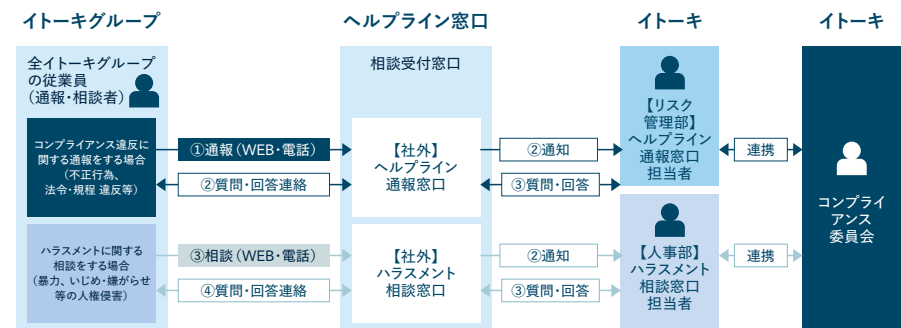 イトーキグループ
ヘルプライン窓口
イトーキ
イトーキ
全イトーキグループ
の従業員
（通報・相談者）
相談受付窓口
コンプライアンス違反に
関する通報をする場合
（不正行為、
法令・規程 違反等）
①通報（WEB・電話）
②質問・回答連絡
【社外】
ヘルプライン
通報窓口
②通知
③質問・回答
【リスク
管理部】
ヘルプライン
通報窓口
担当者
連携
コンプライ
アンス
委員会
ハラスメントに関する
相談をする場合
（暴力、いじめ・嫌がらせ
等の人権侵害）
③相談（WEB・電話）
④質問・回答連絡
【社外】
ハラスメント
相談窓口
②通知
③質問・回答
【人事部】
ハラスメント
相談窓口
担当者
連携